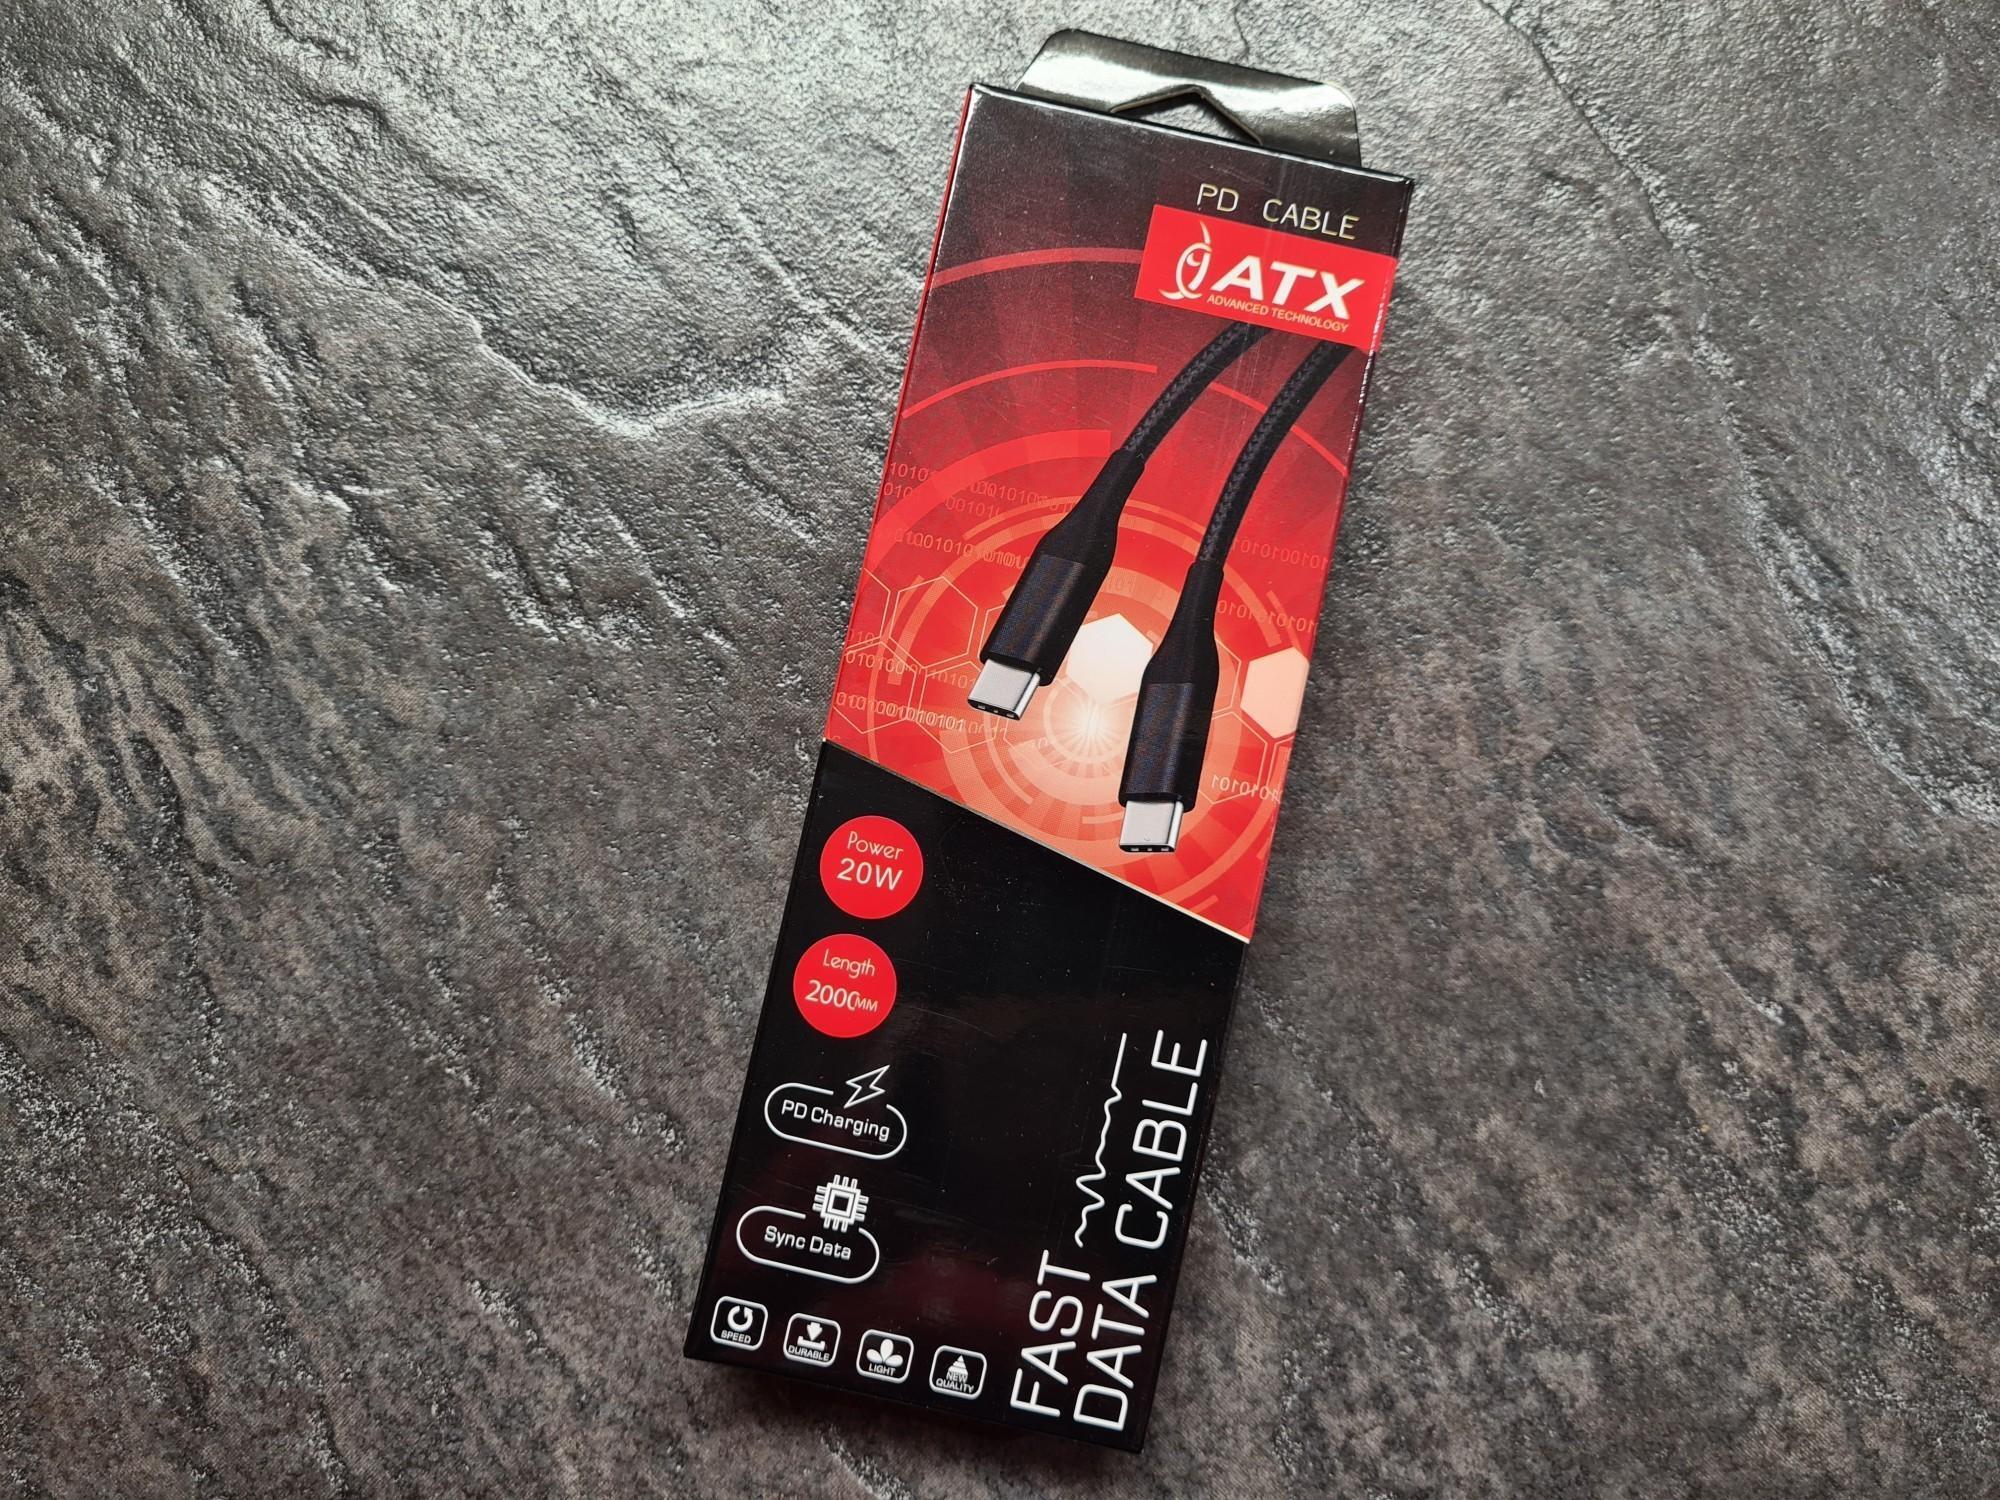 PD CABLE
ATX
ADVANCED TECHNOLOGY
Power
20W
Length
2000MM
PD Charging
Sync Data
SPEED
DURABLE
LIGHT
NEW
QUALITY
FAST
DATA CABLE